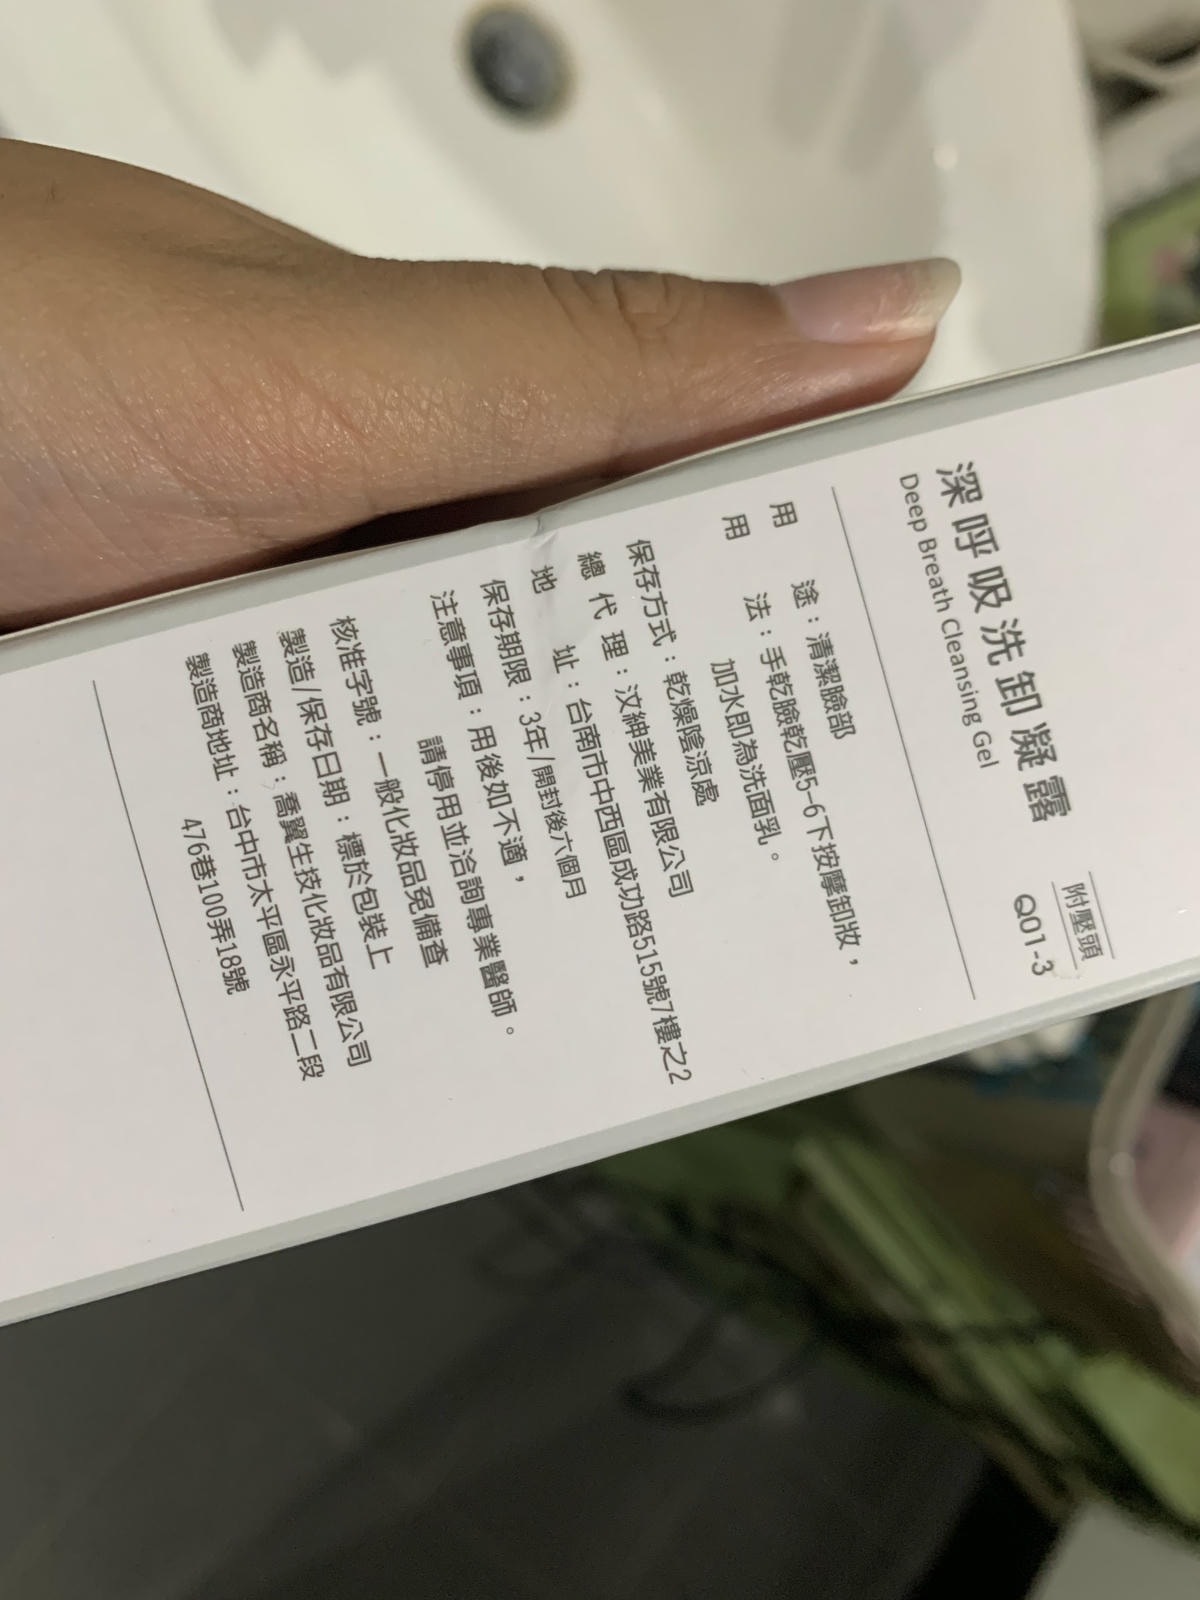 深呼吸洗卸凝露
附壓頭
Deep Breath Cleansing Gel
Q01-3
用 途：清潔臉部
用 法：手乾臉乾壓5-6下按摩卸妝，
加水即為洗面乳。
保存方式：乾燥陰涼處
總代理：汶紳美業有限公司
地 址：台南市中西區成功路515號7樓之2
保存期限：3年/開封後六個月
注意事項：用後如不適，
請停用並洽詢專業醫師。
核准字號：一般化妝品免備查
製造/保存日期：標於包裝上
製造商名稱：喬翼生技化妝品有限公司
製造商地址：台中市太平區永平路二段
476巷100弄18號